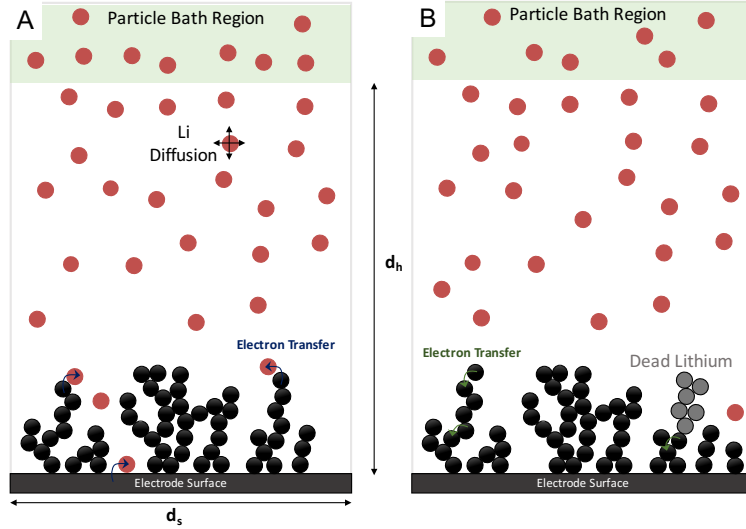 A
Particle Bath Region
Li
Diffusion
Electron Transfer
Electrode Surface
d_s
d_h
B
Particle Bath Region
Electron Transfer
Dead Lithium
Electrode Surface